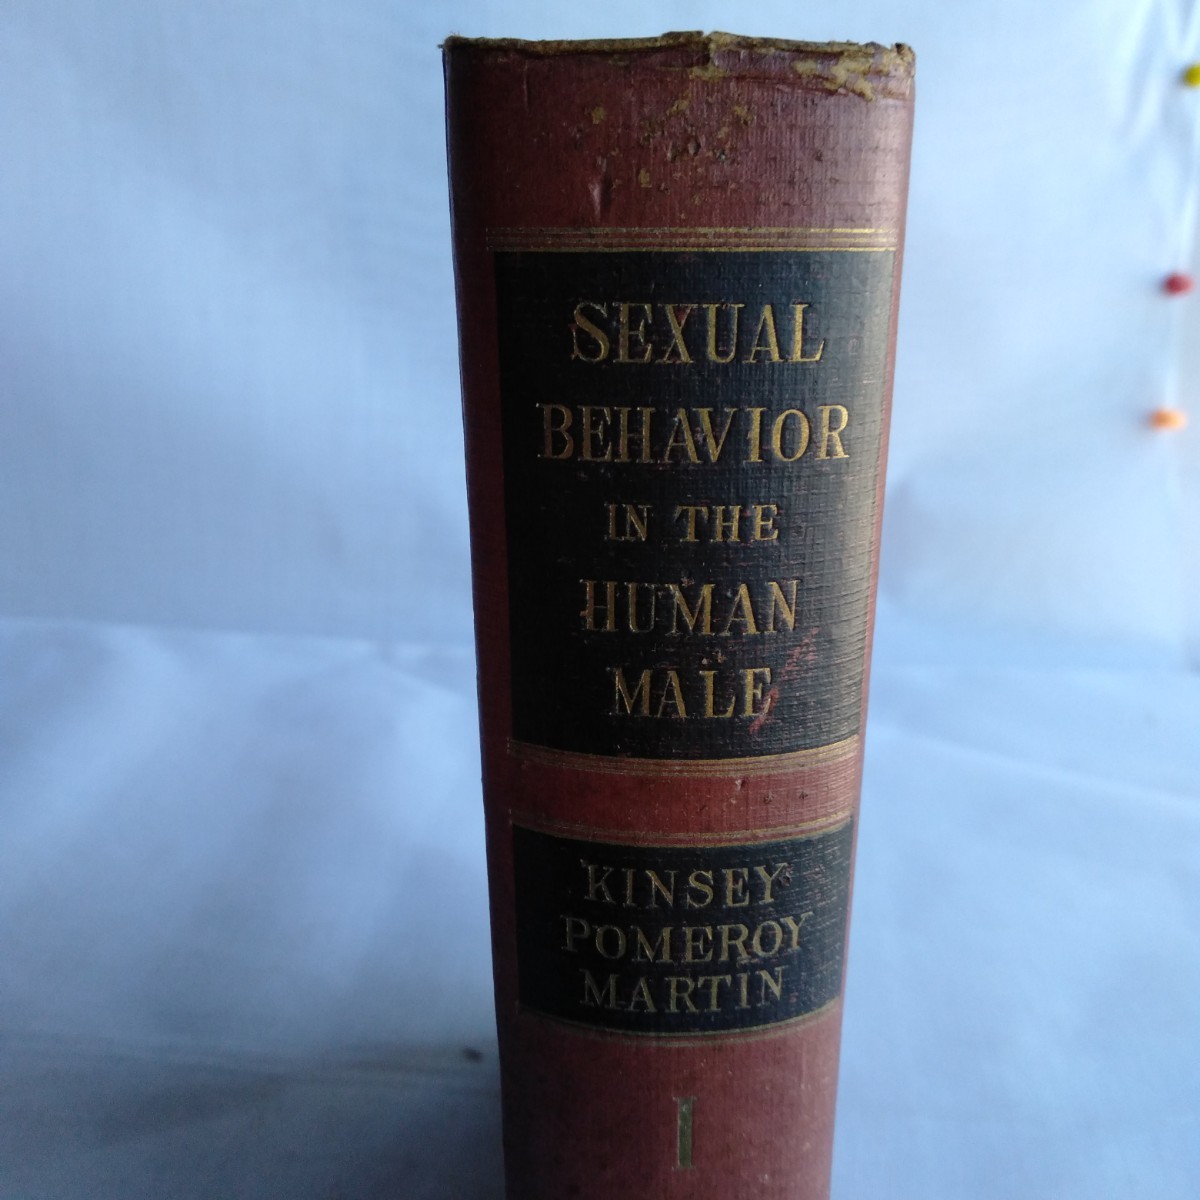 SEXUAL
BEHAVIOR
IN THE
HUMAN
MALE
KINSEY
POMEROY
MARTIN
I